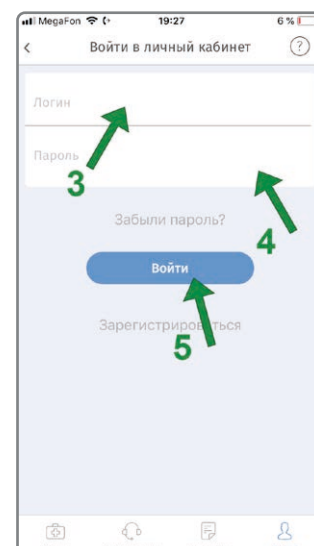 MegaFon 19:27 6 %
Войти в личный кабинет ?
Логин
3
Пароль
4
Забыли пароль?
Войти
Зарегистрироваться
5